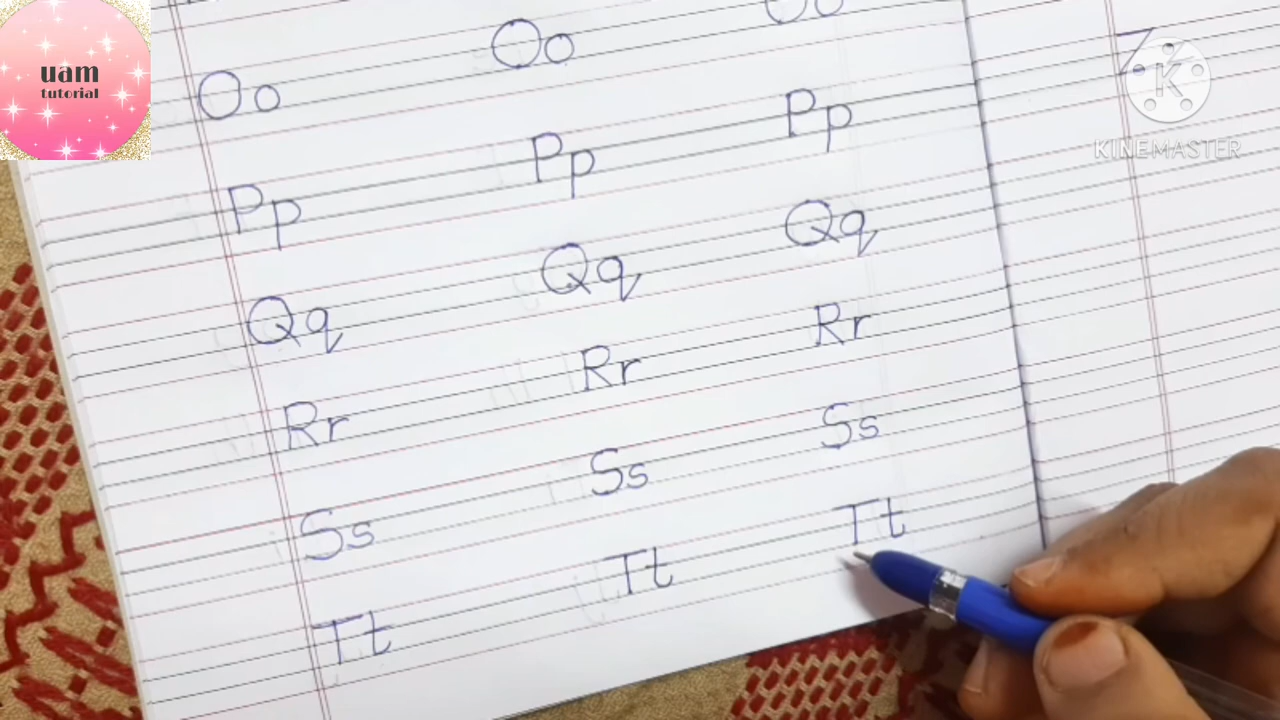 uam
tutorial
KINEMASTER
Oo Oo Oo
Pp Pp Pp
Qq Qq Qq
Rr Rr Rr
Ss Ss Ss
Tt Tt Tt